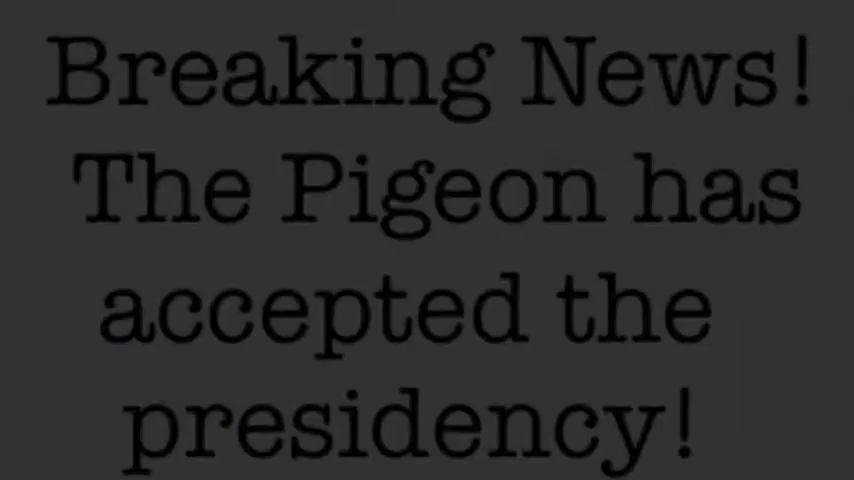 Breaking News!
The Pigeon has
accepted the
presidency!